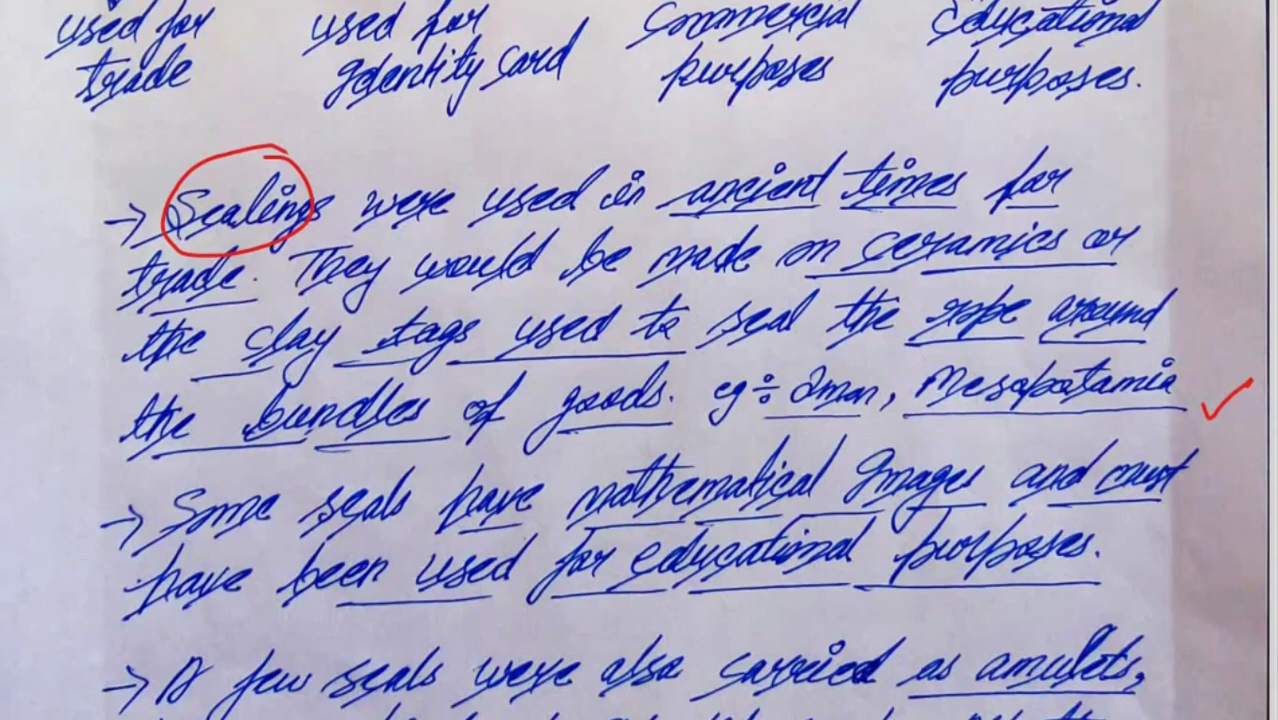 used for used for commercial educational
trade Identity card purposes purposes.
→ Sealings were used in ancient times for
trade. They would be made on ceramics or
the clay tags used to seal the rope around
the bundles of goods. eg÷ Oman, Mesopotamia
→ Some seals have mathematical Images and must
have been used for educational purposes.
→ A few seals were also carried as amulets,